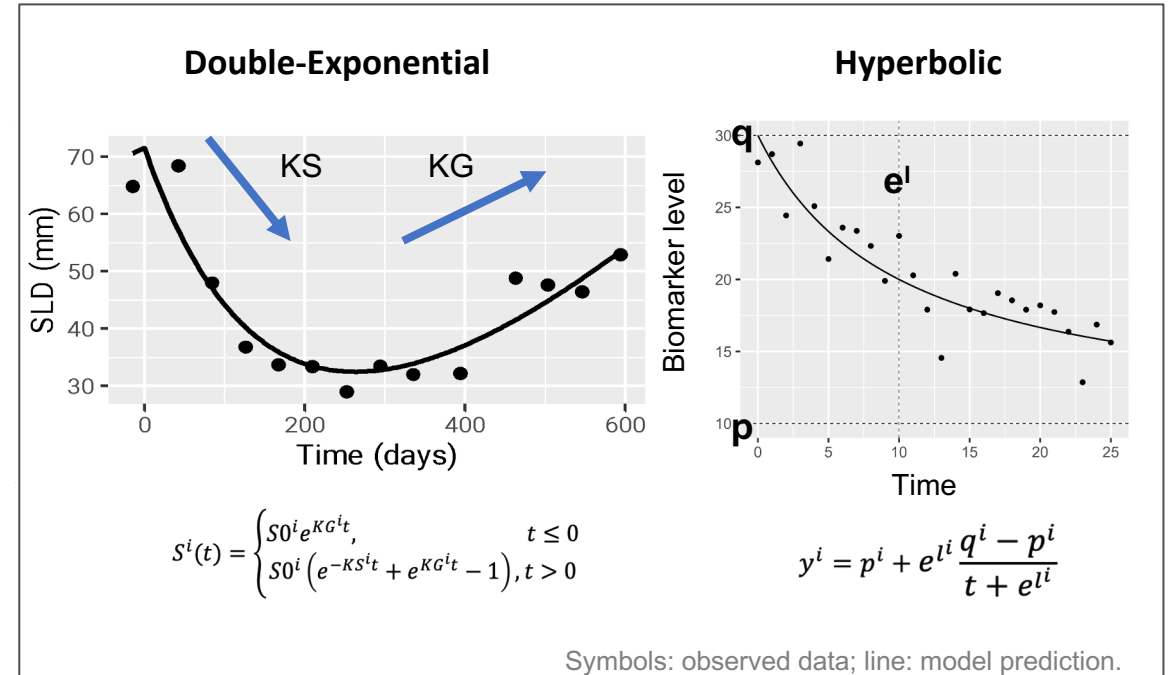 Double-Exponential
SLD (mm)
70
60
50
40
30
KS
KG
0
200
400
600
Time (days)
S^i(t) = { S0^i e^{KG^i t}, t ≤ 0
S0^i (e^{-KS^i t} + e^{KG^i t} − 1), t > 0
Hyperbolic
Biomarker level
30
q
25
20
15
10
p
e^l
0
5
10
15
20
25
Time
y^i = p^i + e^{l^i} \frac{q^i − p^i}{t + e^{l^i}}
Symbols: observed data; line: model prediction.